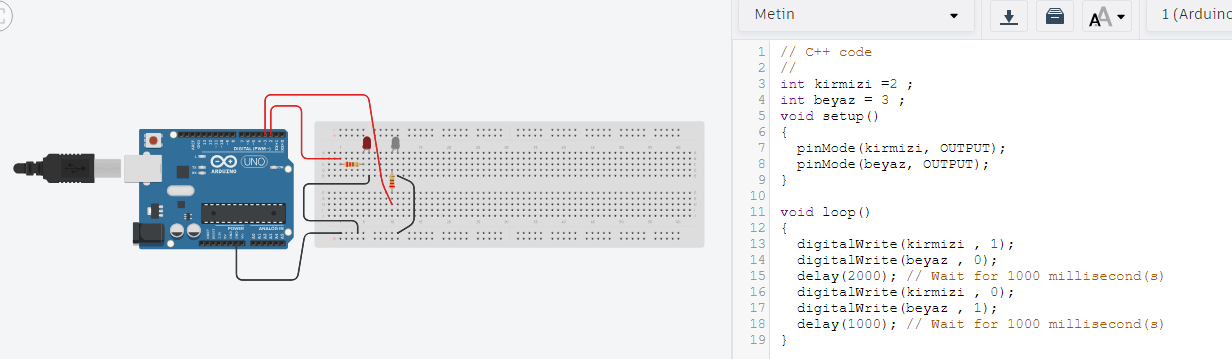 Metin
1 (Arduino
1 // C++ code
2 //
3 int kirmizi =2 ;
4 int beyaz = 3 ;
5 void setup()
6 {
7 pinMode(kirmizi, OUTPUT);
8 pinMode(beyaz, OUTPUT);
9 }
10
11 void loop()
12 {
13 digitalWrite(kirmizi , 1);
14 digitalWrite(beyaz , 0);
15 delay(2000); // Wait for 1000 millisecond(s)
16 digitalWrite(kirmizi , 0);
17 digitalWrite(beyaz , 1);
18 delay(1000); // Wait for 1000 millisecond(s)
19 }
DIGITAL (PWM~)
UNO
ARDUINO
POWER
ANALOG IN